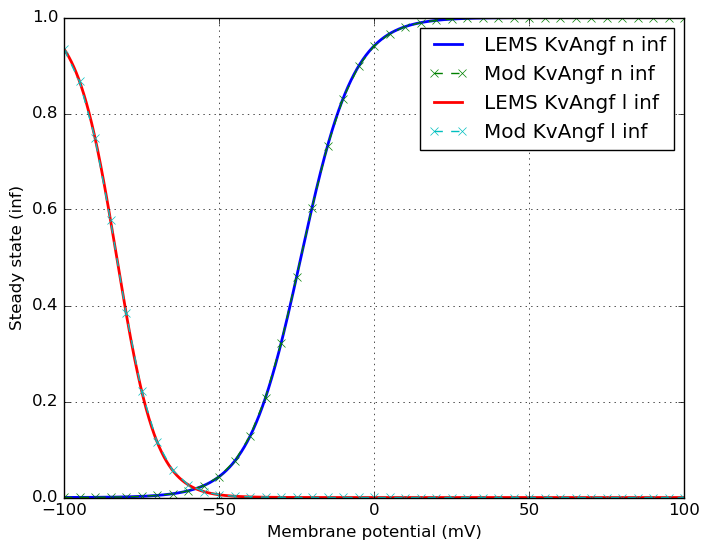 1.0
0.8
0.6
0.4
0.2
0.0
Steady state (inf)
LEMS KvAngf n inf
Mod KvAngf n inf
LEMS KvAngf l inf
Mod KvAngf l inf
−100 −50 0 50 100
Membrane potential (mV)